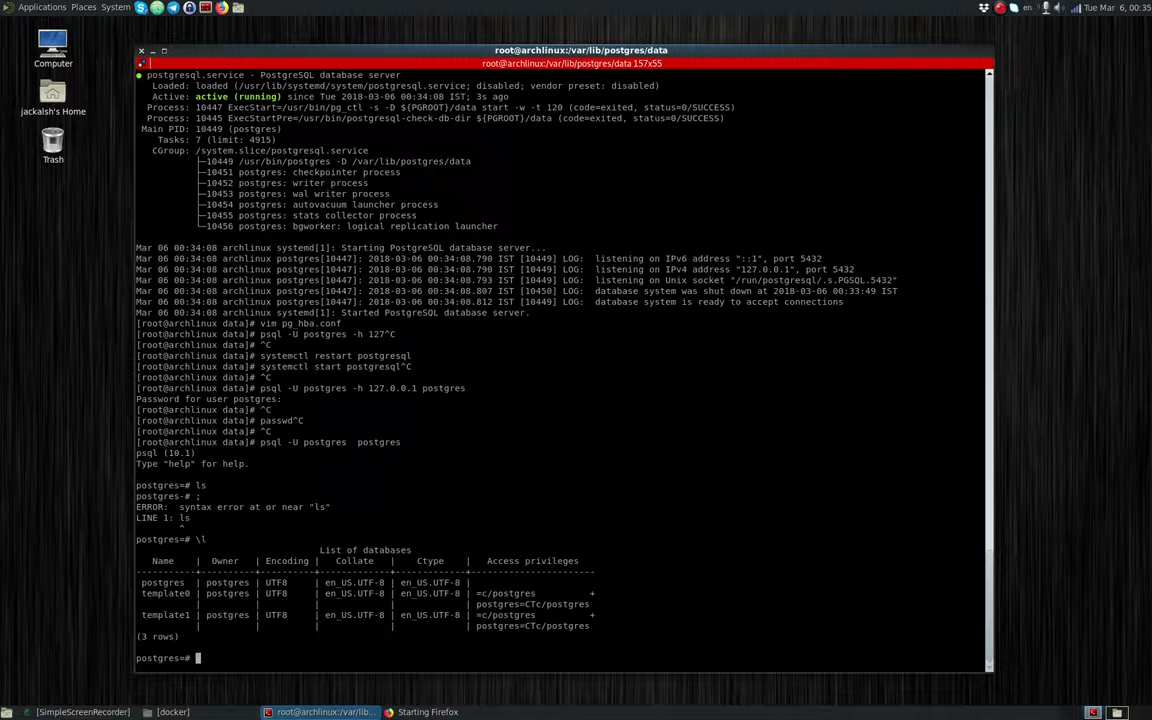 Applications Places System
en
Tue Mar 6, 00:35
Computer
jackalsh's Home
Trash
root@archlinux:/var/lib/postgres/data
root@archlinux:/var/lib/postgres/data 157x55
● postgresql.service - PostgreSQL database server
Loaded: loaded (/usr/lib/systemd/system/postgresql.service; disabled; vendor preset: disabled)
Active: active (running) since Tue 2018-03-06 00:34:08 IST; 3s ago
Process: 10447 ExecStart=/usr/bin/pg_ctl -s -D ${PGROOT}/data start -w -t 120 (code=exited, status=0/SUCCESS)
Process: 10445 ExecStartPre=/usr/bin/postgresql-check-db-dir ${PGROOT}/data (code=exited, status=0/SUCCESS)
Main PID: 10449 (postgres)
Tasks: 7 (limit: 4915)
CGroup: /system.slice/postgresql.service
├─10449 /usr/bin/postgres -D /var/lib/postgres/data
├─10451 postgres: checkpointer process
├─10452 postgres: writer process
├─10453 postgres: wal writer process
├─10454 postgres: autovacuum launcher process
├─10455 postgres: stats collector process
└─10456 postgres: bgworker: logical replication launcher
Mar 06 00:34:08 archlinux systemd[1]: Starting PostgreSQL database server...
Mar 06 00:34:08 archlinux postgres[10447]: 2018-03-06 00:34:08.790 IST [10449] LOG:  listening on IPv6 address "::1", port 5432
Mar 06 00:34:08 archlinux postgres[10447]: 2018-03-06 00:34:08.790 IST [10449] LOG:  listening on IPv4 address "127.0.0.1", port 5432
Mar 06 00:34:08 archlinux postgres[10447]: 2018-03-06 00:34:08.793 IST [10449] LOG:  listening on Unix socket "/run/postgresql/.s.PGSQL.5432"
Mar 06 00:34:08 archlinux postgres[10447]: 2018-03-06 00:34:08.807 IST [10450] LOG:  database system was shut down at 2018-03-06 00:33:49 IST
Mar 06 00:34:08 archlinux postgres[10447]: 2018-03-06 00:34:08.812 IST [10449] LOG:  database system is ready to accept connections
Mar 06 00:34:08 archlinux systemd[1]: Started PostgreSQL database server.
[root@archlinux data]# vim pg_hba.conf
[root@archlinux data]# psql -U postgres -h 127^C
[root@archlinux data]# ^C
[root@archlinux data]# systemctl restart postgresql
[root@archlinux data]# systemctl start postgresql^C
[root@archlinux data]# ^C
[root@archlinux data]# psql -U postgres -h 127.0.0.1 postgres
Password for user postgres:
[root@archlinux data]# ^C
[root@archlinux data]# passwd^C
[root@archlinux data]# ^C
[root@archlinux data]# psql -U postgres  postgres
psql (10.1)
Type "help" for help.
postgres=# ls
postgres-# ;
ERROR:  syntax error at or near "ls"
LINE 1: ls
^
postgres=# \l
List of databases
Name | Owner | Encoding | Collate | Ctype | Access privileges
-----------+----------+----------+-------------+-------------+-----------------------
postgres | postgres | UTF8 | en_US.UTF-8 | en_US.UTF-8 |
template0 | postgres | UTF8 | en_US.UTF-8 | en_US.UTF-8 | =c/postgres +
| | | | | postgres=CTc/postgres
template1 | postgres | UTF8 | en_US.UTF-8 | en_US.UTF-8 | =c/postgres +
| | | | | postgres=CTc/postgres
(3 rows)
postgres=#
[SimpleScreenRecorder]
[docker]
root@archlinux:/var/lib...
Starting Firefox